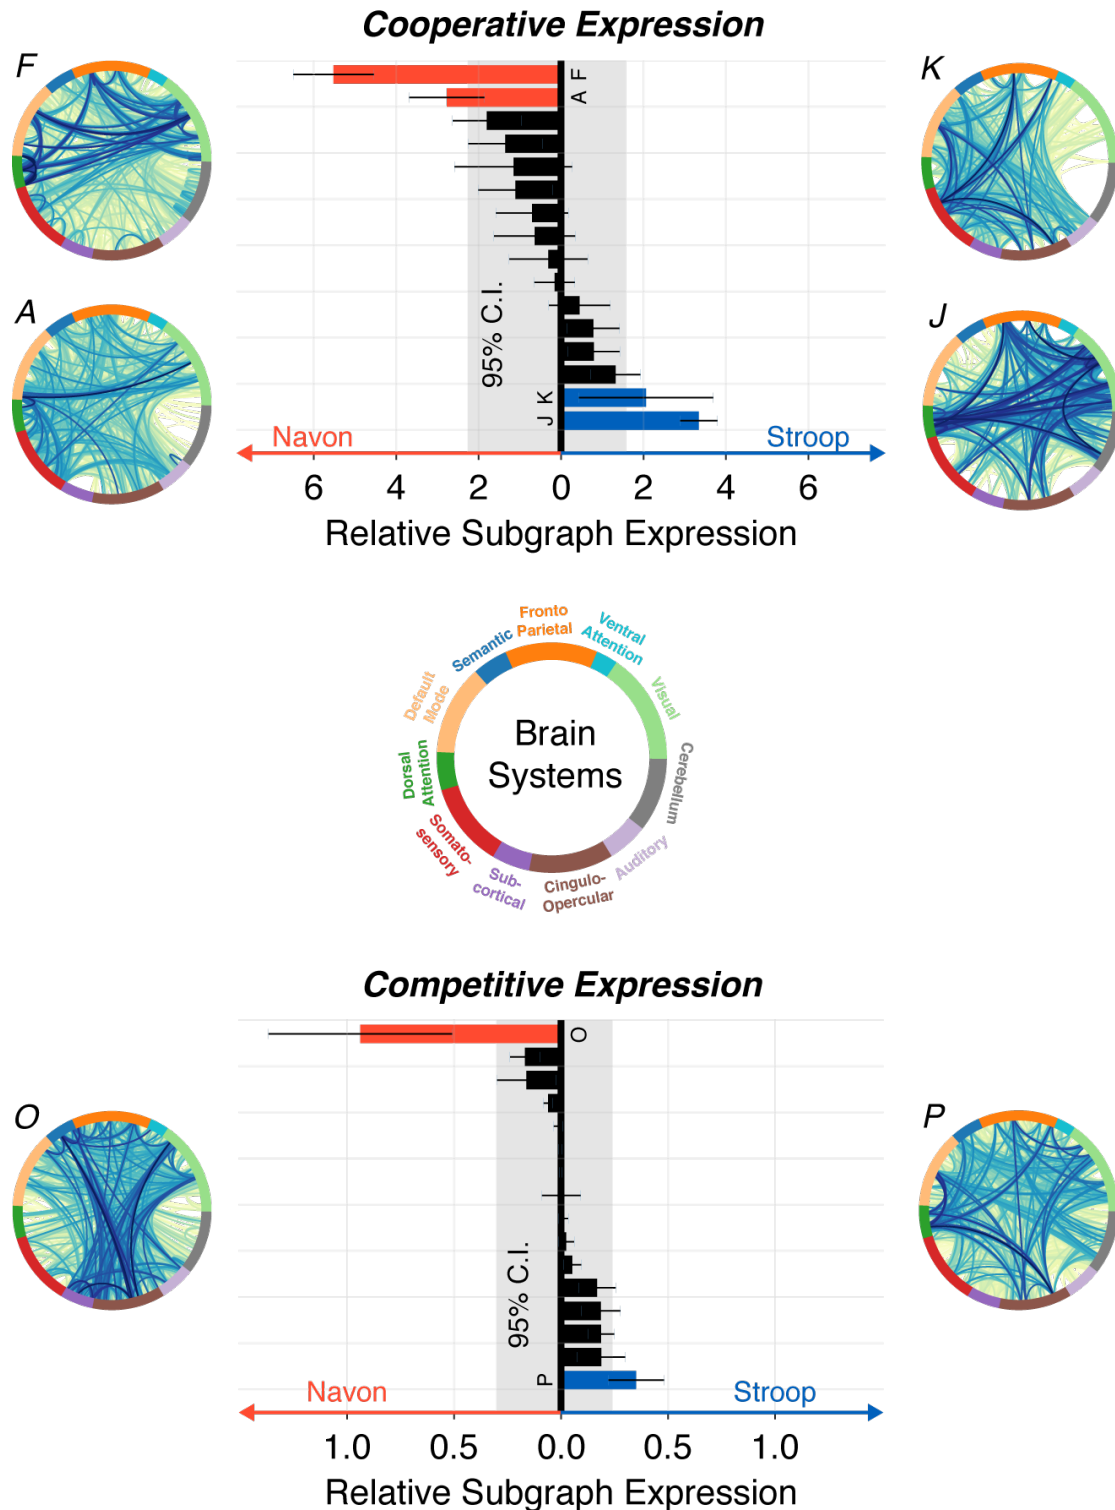 Cooperative Expression
F
K
F
A
A
J
95% C.I.
K
J
Navon
Stroop
6 4 2 0 2 4 6
Relative Subgraph Expression
Fronto
Parietal
Ventral
Attention
Semantic
Visual
Default
Mode
Brain
Systems
Dorsal
Attention
Cerebellum
Somato-
sensory
Auditory
Sub-
cortical
Cingulo-
Opercular
Competitive Expression
O
O
P
95% C.I.
P
Navon
Stroop
1.0 0.5 0.0 0.5 1.0
Relative Subgraph Expression